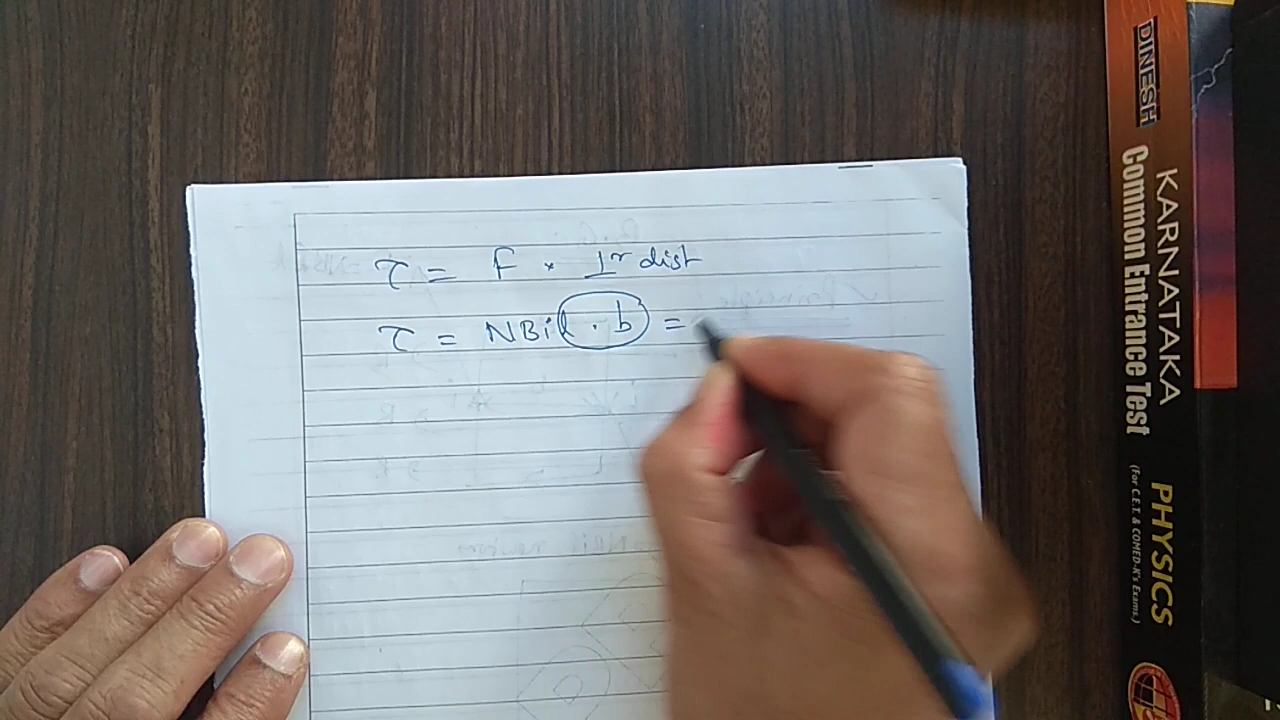 τ = F × ⊥r dist
τ = NBil . b =
DINESH
KARNATAKA
Common Entrance Test
(For C.E.T. & COMED-K's Exams.)
PHYSICS